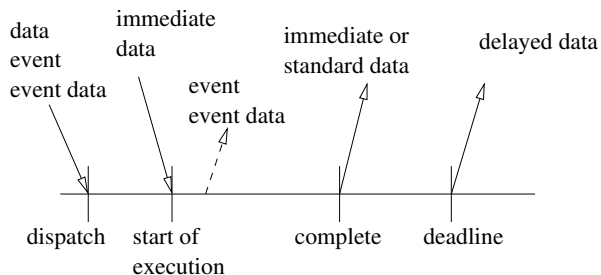 data
event
event data
immediate
data
event
event data
immediate or
standard data
delayed data
dispatch
start of
execution
complete
deadline